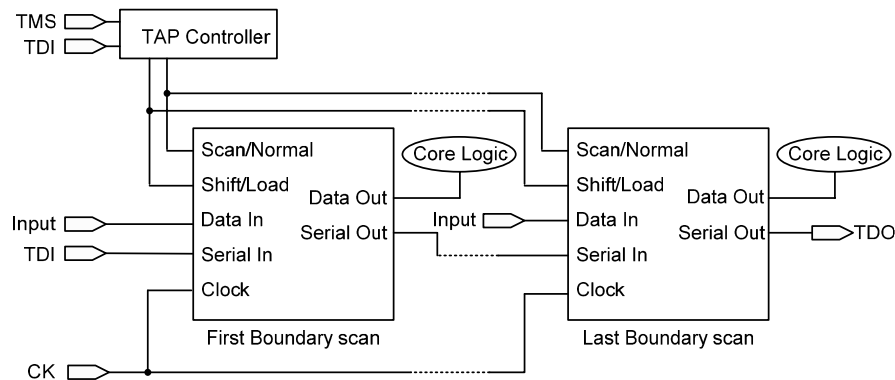 TMS
TDI
TAP Controller
Scan/Normal
Shift/Load
Data In
Serial In
Clock
Data Out
Serial Out
Core Logic
Input
TDI
First Boundary scan
Input
Scan/Normal
Shift/Load
Data In
Serial In
Clock
Data Out
Serial Out
Core Logic
TDO
Last Boundary scan
CK